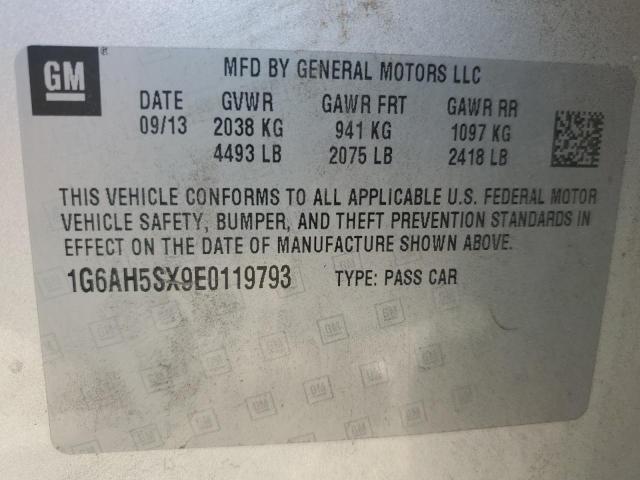 GM ® MFD BY GENERAL MOTORS LLC
DATE GVWR GAWR FRT GAWR RR
09/13 2038 KG 941 KG 1097 KG
4493 LB 2075 LB 2418 LB
THIS VEHICLE CONFORMS TO ALL APPLICABLE U.S. FEDERAL MOTOR
VEHICLE SAFETY, BUMPER, AND THEFT PREVENTION STANDARDS IN
EFFECT ON THE DATE OF MANUFACTURE SHOWN ABOVE.
1G6AH5SX9E0119793 TYPE: PASS CAR